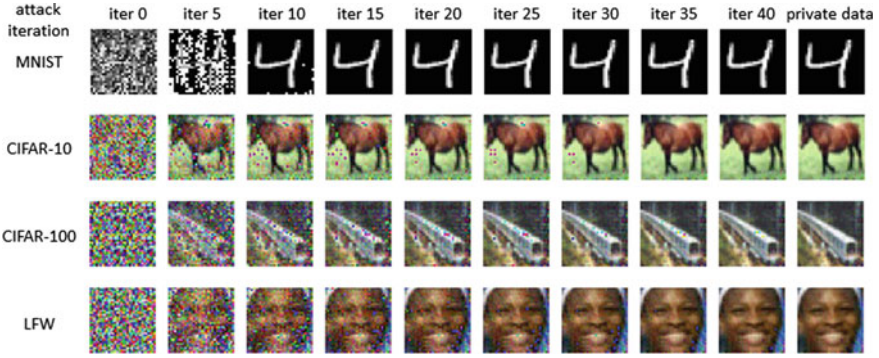 attack iteration iter 0 iter 5 iter 10 iter 15 iter 20 iter 25 iter 30 iter 35 iter 40 private data
MNIST
CIFAR-10
CIFAR-100
LFW